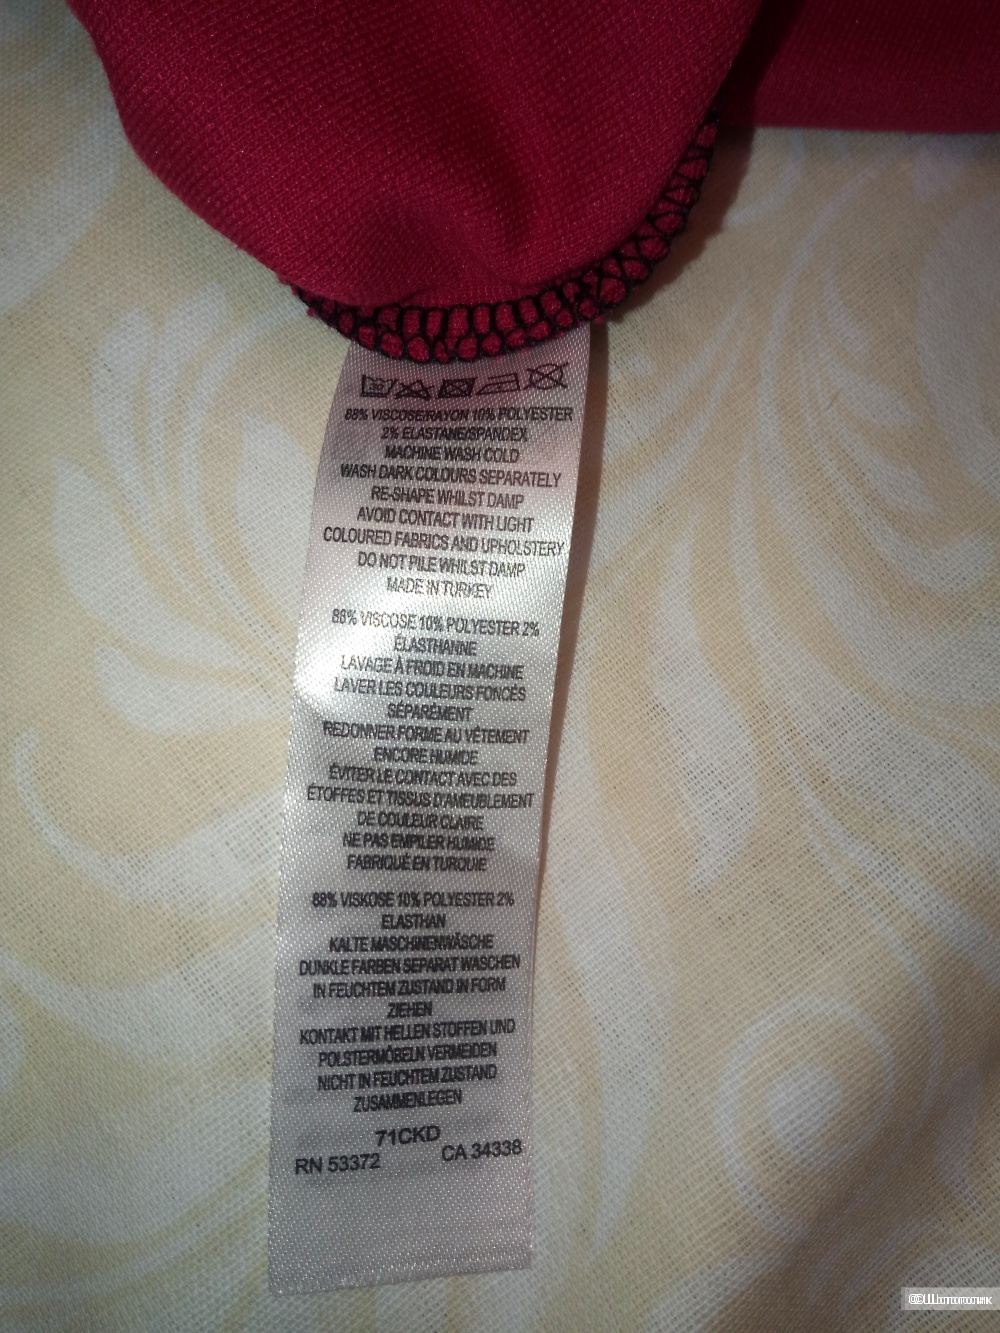 88% VISCOSE/RAYON 10% POLYESTER
2% ELASTANE/SPANDEX
MACHINE WASH COLD
WASH DARK COLOURS SEPARATELY
RE-SHAPE WHILST DAMP
AVOID CONTACT WITH LIGHT
COLOURED FABRICS AND UPHOLSTERY
DO NOT PILE WHILST DAMP
MADE IN TURKEY
88% VISCOSE 10% POLYESTER 2%
ÉLASTHANNE
LAVAGE À FROID EN MACHINE
LAVER LES COULEURS FONCÉS
SÉPARÉMENT
REDONNER FORME AU VÊTEMENT
ENCORE HUMIDE
ÉVITER LE CONTACT AVEC DES
ÉTOFFES ET TISSUS D'AMEUBLEMENT
DE COULEUR CLAIRE
NE PAS EMPILER HUMIDE
FABRIQUÉ EN TURQUIE
88% VISKOSE 10% POLYESTER 2%
ELASTHAN
KALTE MASCHINENWÄSCHE
DUNKLE FARBEN SEPARAT WASCHEN
IN FEUCHTEM ZUSTAND IN FORM
ZIEHEN
KONTAKT MIT HELLEN STOFFEN UND
POLSTERMÖBELN VERMEIDEN
NICHT IN FEUCHTEM ZUSTAND
ZUSAMMENLEGEN
71CKD
RN 53372 CA 34338